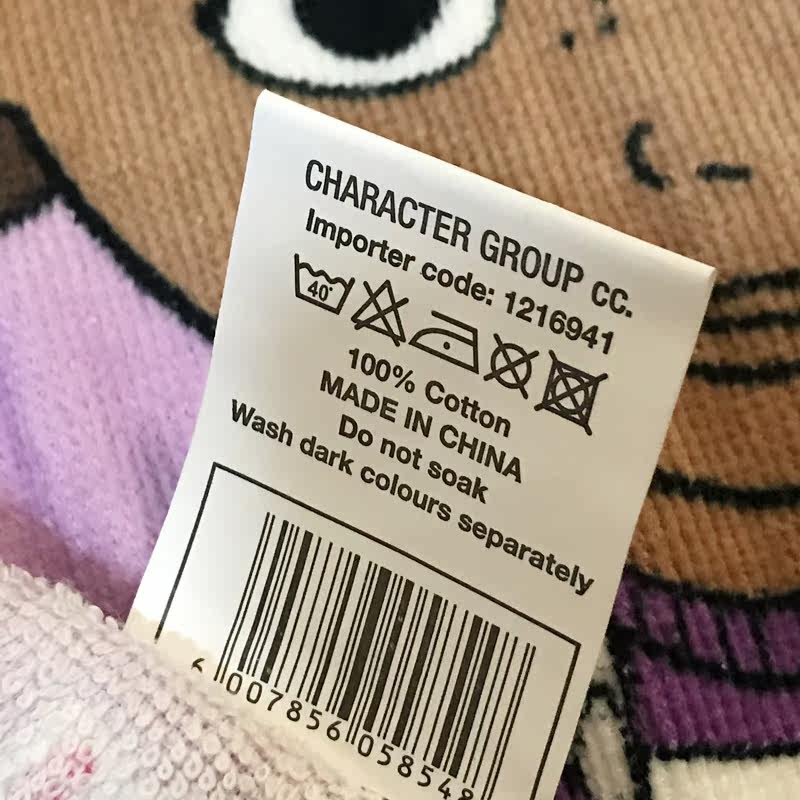 CHARACTER GROUP CC.
Importer code: 1216941
40°
100% Cotton
MADE IN CHINA
Do not soak
Wash dark colours separately
6 007856 058548